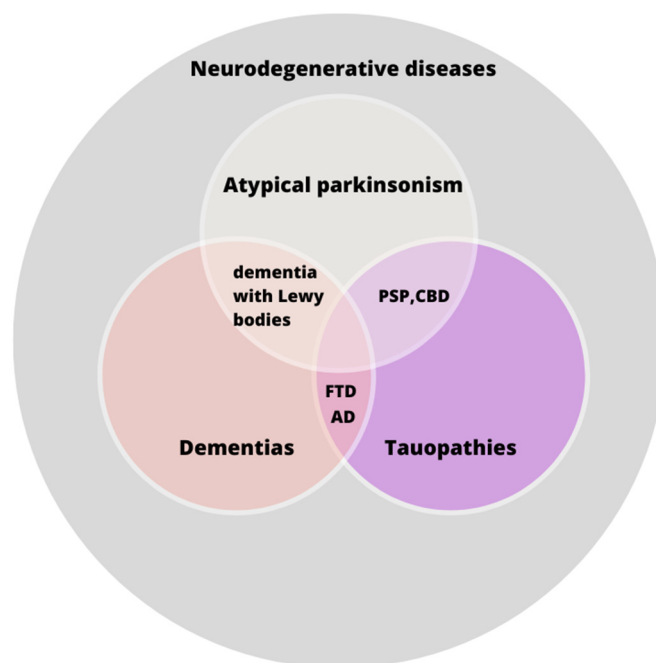 Neurodegenerative diseases
Atypical parkinsonism
dementia
with Lewy
bodies
PSP,CBD
FTD
AD
Dementias
Tauopathies